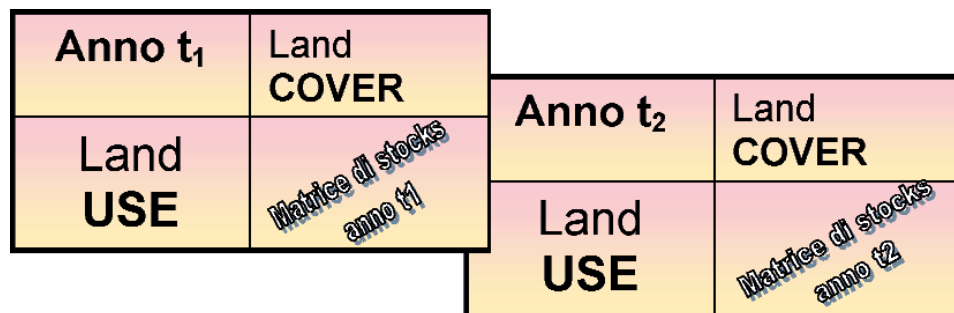 Anno t₁
Land
COVER
Land
USE
Matrice di stocks
anno t1
Anno t₂
Land
COVER
Land
USE
Matrice di stocks
anno t2